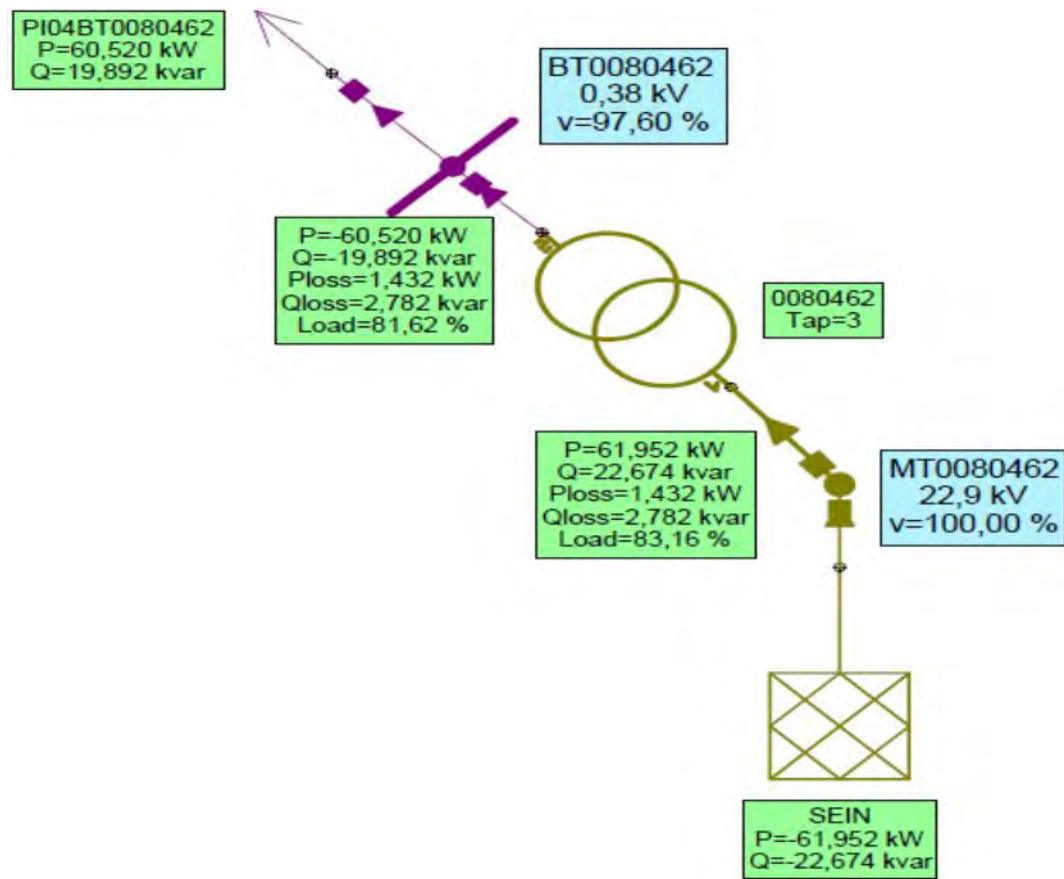 PI04BT0080462
P=60,520 kW
Q=19,892 kvar
BT0080462
0,38 kV
v=97,60 %
P=-60,520 kW
Q=-19,892 kvar
Ploss=1,432 kW
Qloss=2,782 kvar
Load=81,62 %
0080462
Tap=3
P=61,952 kW
Q=22,674 kvar
Ploss=1,432 kW
Qloss=2,782 kvar
Load=83,16 %
MT0080462
22,9 kV
v=100,00 %
SEIN
P=-61,952 kW
Q=-22,674 kvar